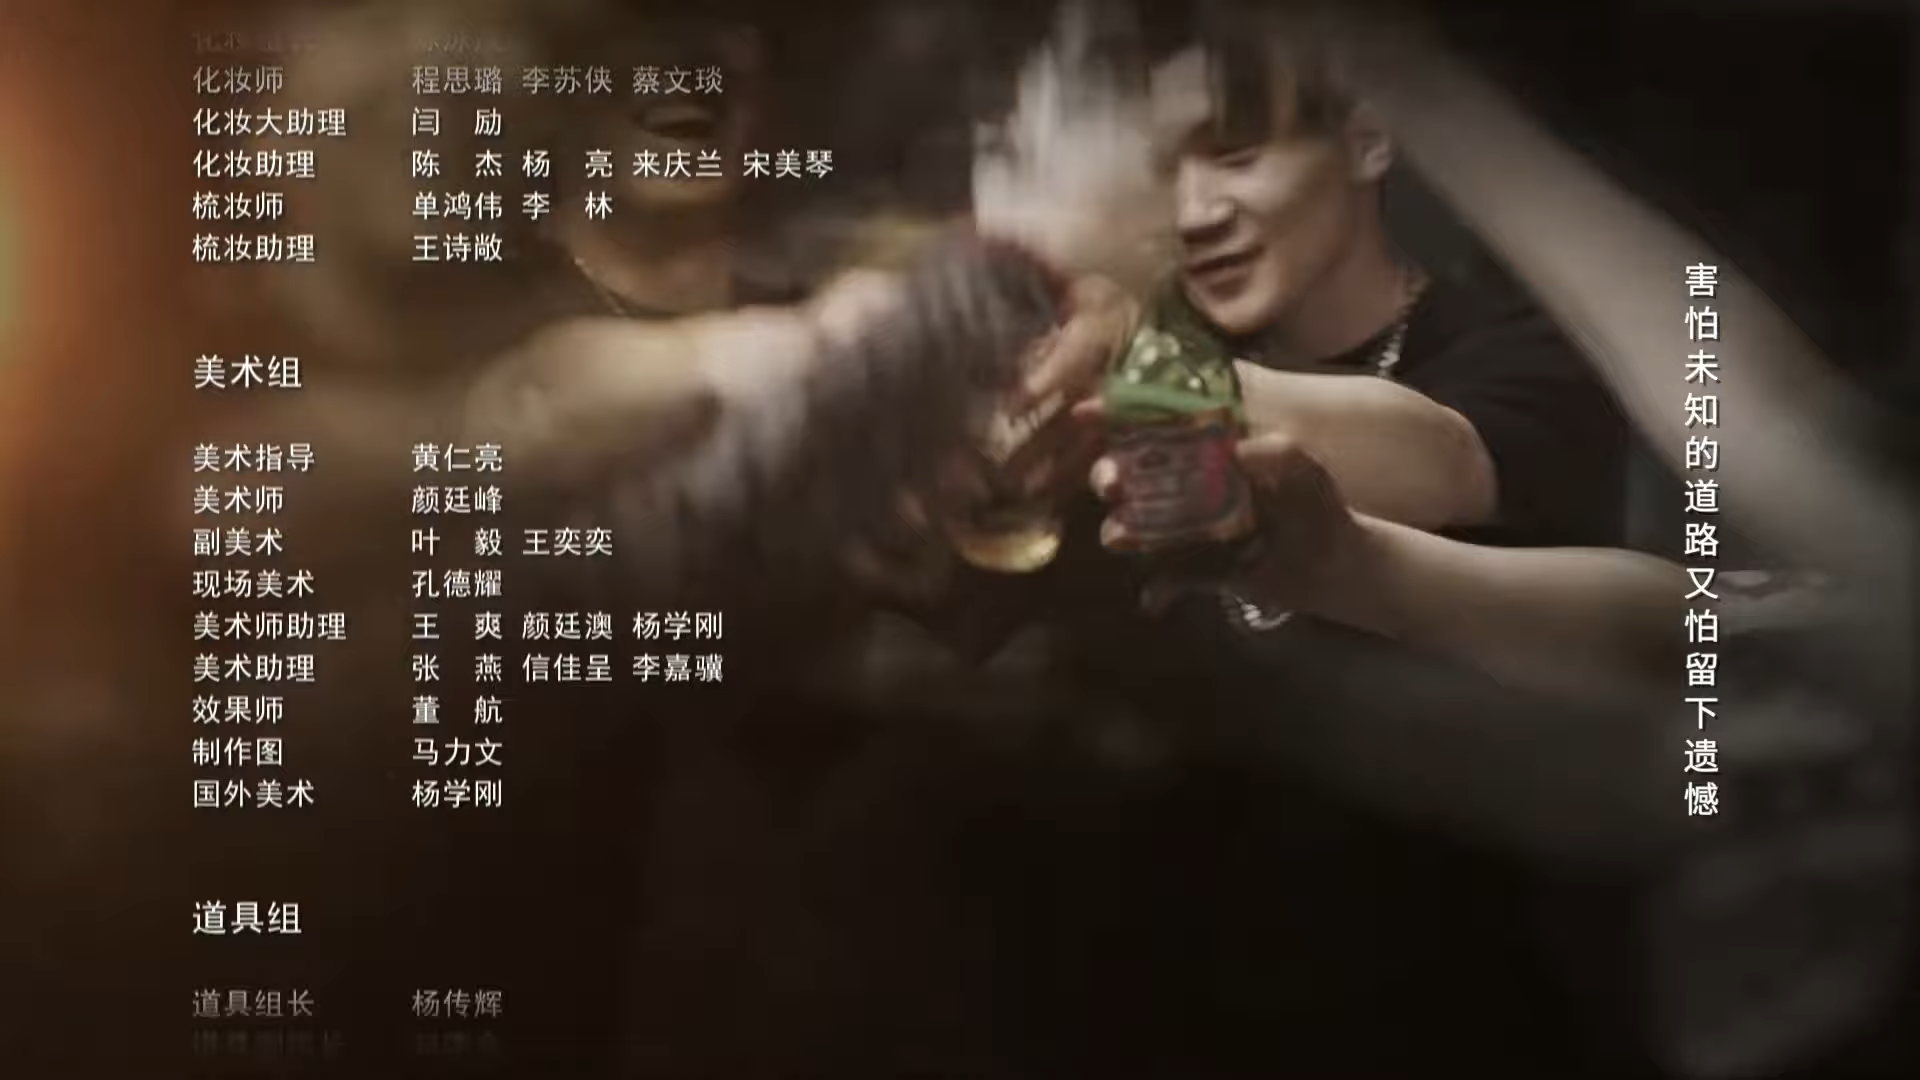 化妆师 程思璐 李苏侠 蔡文琰
化妆大助理 闫 励
化妆助理 陈 杰 杨 亮 来庆兰 宋美琴
梳妆师 单鸿伟 李 林
梳妆助理 王诗敞
美术组
美术指导 黄仁亮
美术师 颜廷峰
副美术 叶 毅 王奕奕
现场美术 孔德耀
美术师助理 王 爽 颜廷澳 杨学刚
美术助理 张 燕 信佳呈 李嘉骥
效果师 董 航
制作图 马力文
国外美术 杨学刚
道具组
道具组长 杨传辉
害怕未知的道路又怕留下遗憾